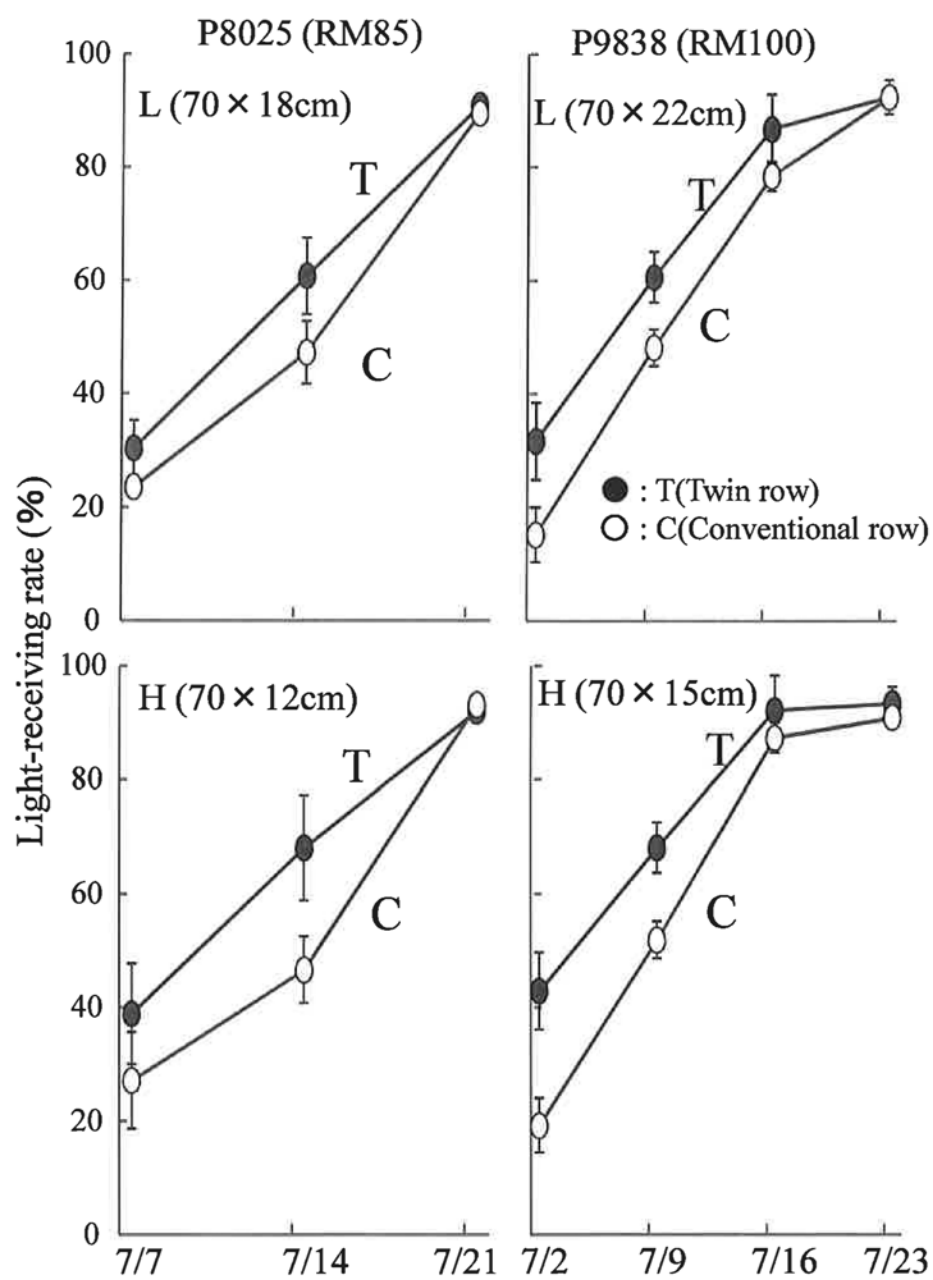 P8025 (RM85)
P9838 (RM100)
Light-receiving rate (%)
100
80
60
40
20
0
L (70 × 18cm)
T
C
L (70 × 22cm)
T
C
● : T(Twin row)
○ : C(Conventional row)
100
80
60
40
20
0
H (70 × 12cm)
T
C
H (70 × 15cm)
T
C
7/7 7/14 7/21
7/2 7/9 7/16 7/23